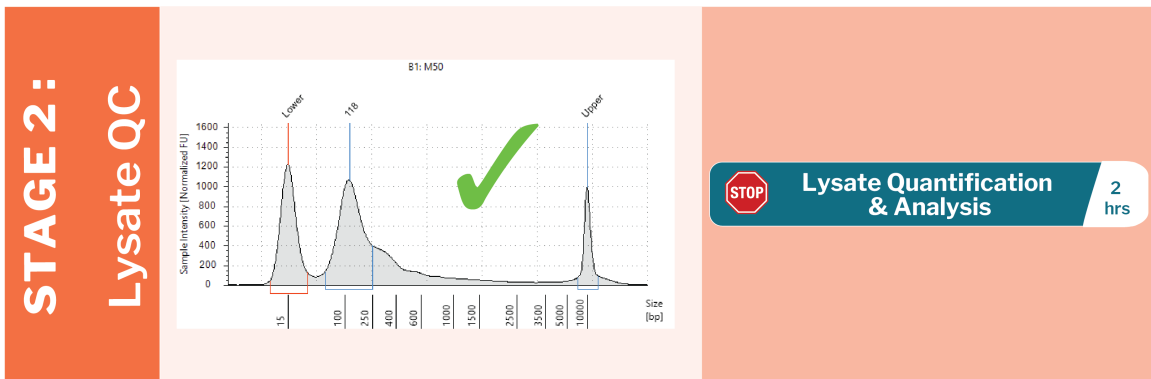 STAGE 2:
Lysate QC
B1: M50
Lower
118
Upper
Sample Intensity [Normalized FU]
1600
1400
1200
1000
800
600
400
200
0
15
100
250
400
600
1000
1500
2500
3500
5000
10000
Size
[bp]
STOP
Lysate Quantification
& Analysis
2
hrs